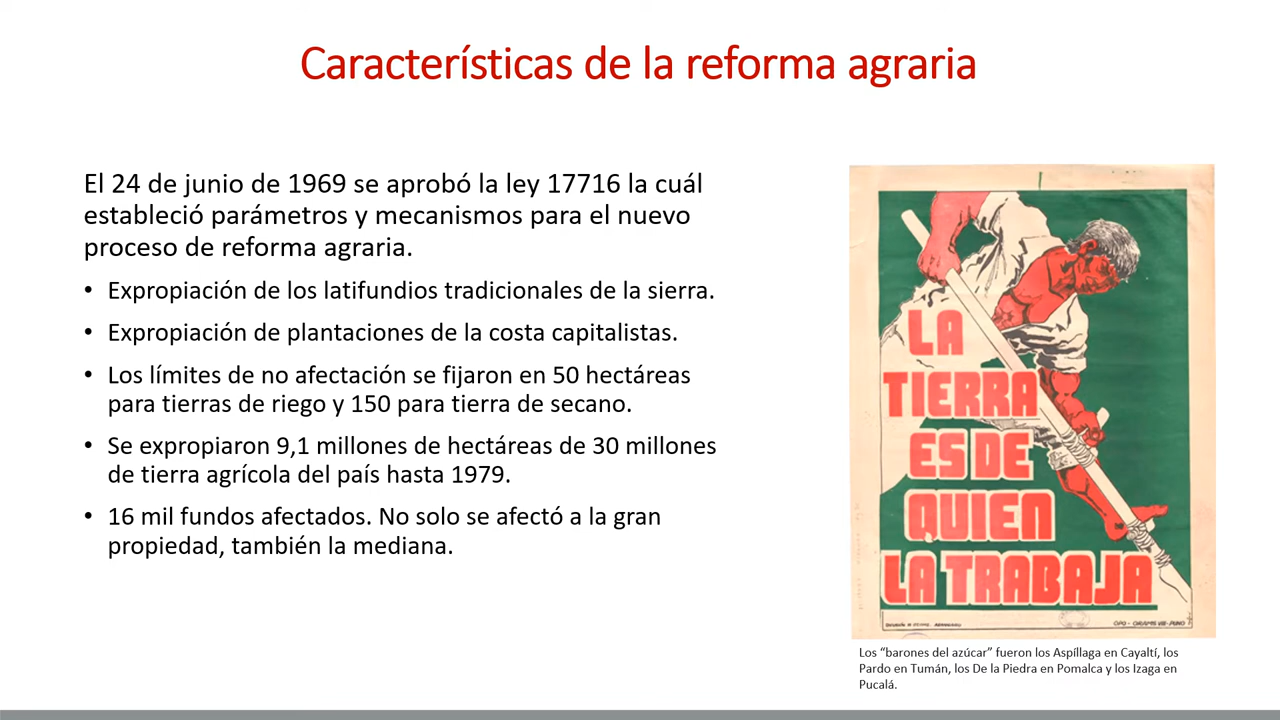 Características de la reforma agraria
El 24 de junio de 1969 se aprobó la ley 17716 la cuál
estableció parámetros y mecanismos para el nuevo
proceso de reforma agraria.
• Expropiación de los latifundios tradicionales de la sierra.
• Expropiación de plantaciones de la costa capitalistas.
• Los límites de no afectación se fijaron en 50 hectáreas
para tierras de riego y 150 para tierra de secano.
• Se expropiaron 9,1 millones de hectáreas de 30 millones
de tierra agrícola del país hasta 1979.
• 16 mil fundos afectados. No solo se afectó a la gran
propiedad, también la mediana.
LA
TIERRA
ES DE
QUIEN
LA TRABAJA
Los “barones del azúcar” fueron los Aspíllaga en Cayaltí, los
Pardo en Tumán, los De la Piedra en Pomalca y los Izaga en
Pucalá.